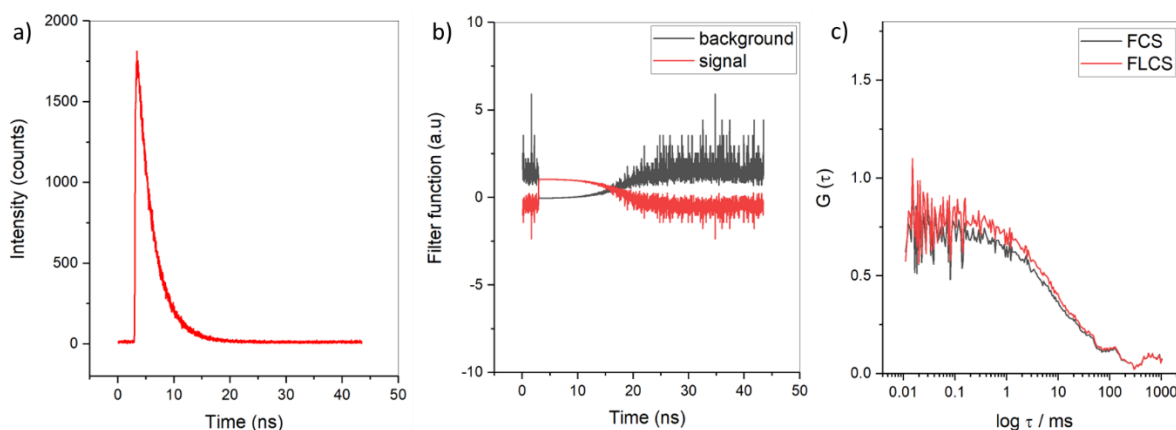 a)
2000
1500
1000
500
0
Intensity (counts)
0 10 20 30 40 50
Time (ns)
b)
background
signal
10
5
0
-5
-10
Filter function (a.u)
0 10 20 30 40 50
Time (ns)
c)
FCS
FLCS
1.5
1.0
0.5
0.0
G (τ)
0.01 0.1 1 10 100 1000
log τ / ms